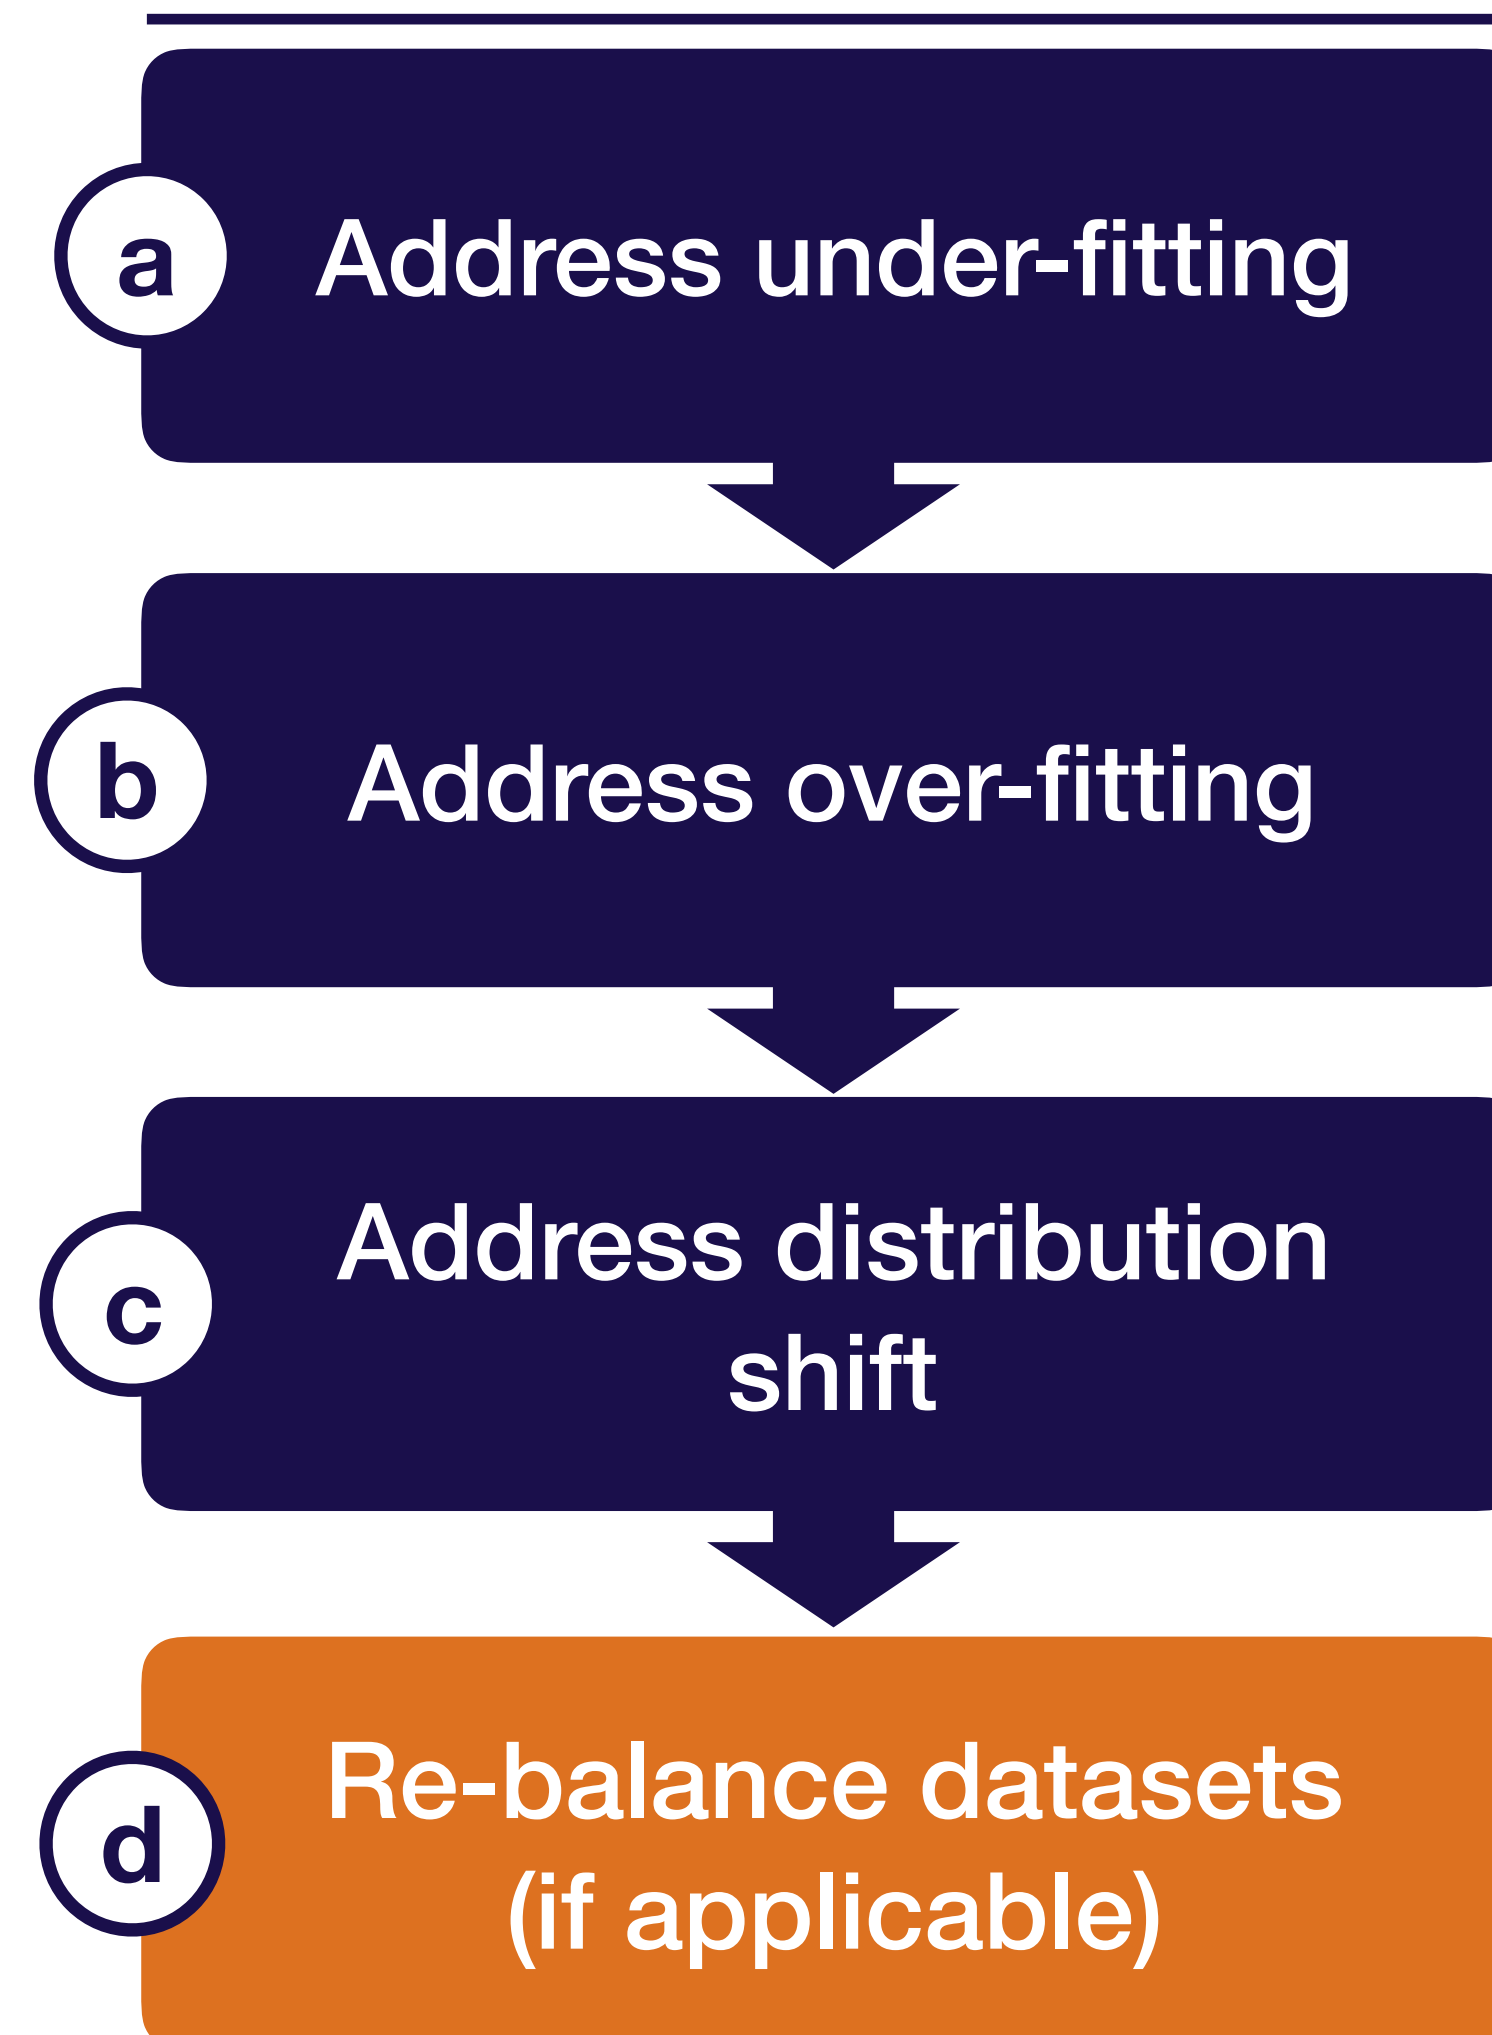 a
Address under-fitting
b
Address over-fitting
c
Address distribution
shift
d
Re-balance datasets
(if applicable)